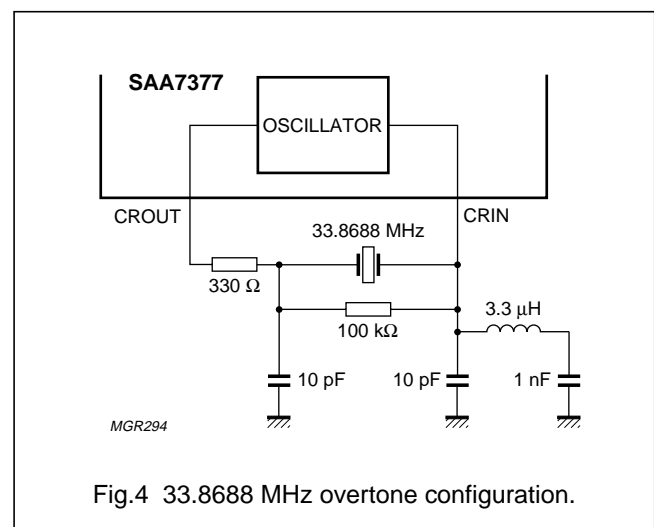 SAA7377
OSCILLATOR
CROUT
CRIN
33.8688 MHz
330 Ω
100 kΩ
3.3 µH
10 pF
10 pF
1 nF
MGR294
Fig.4 33.8688 MHz overtone configuration.